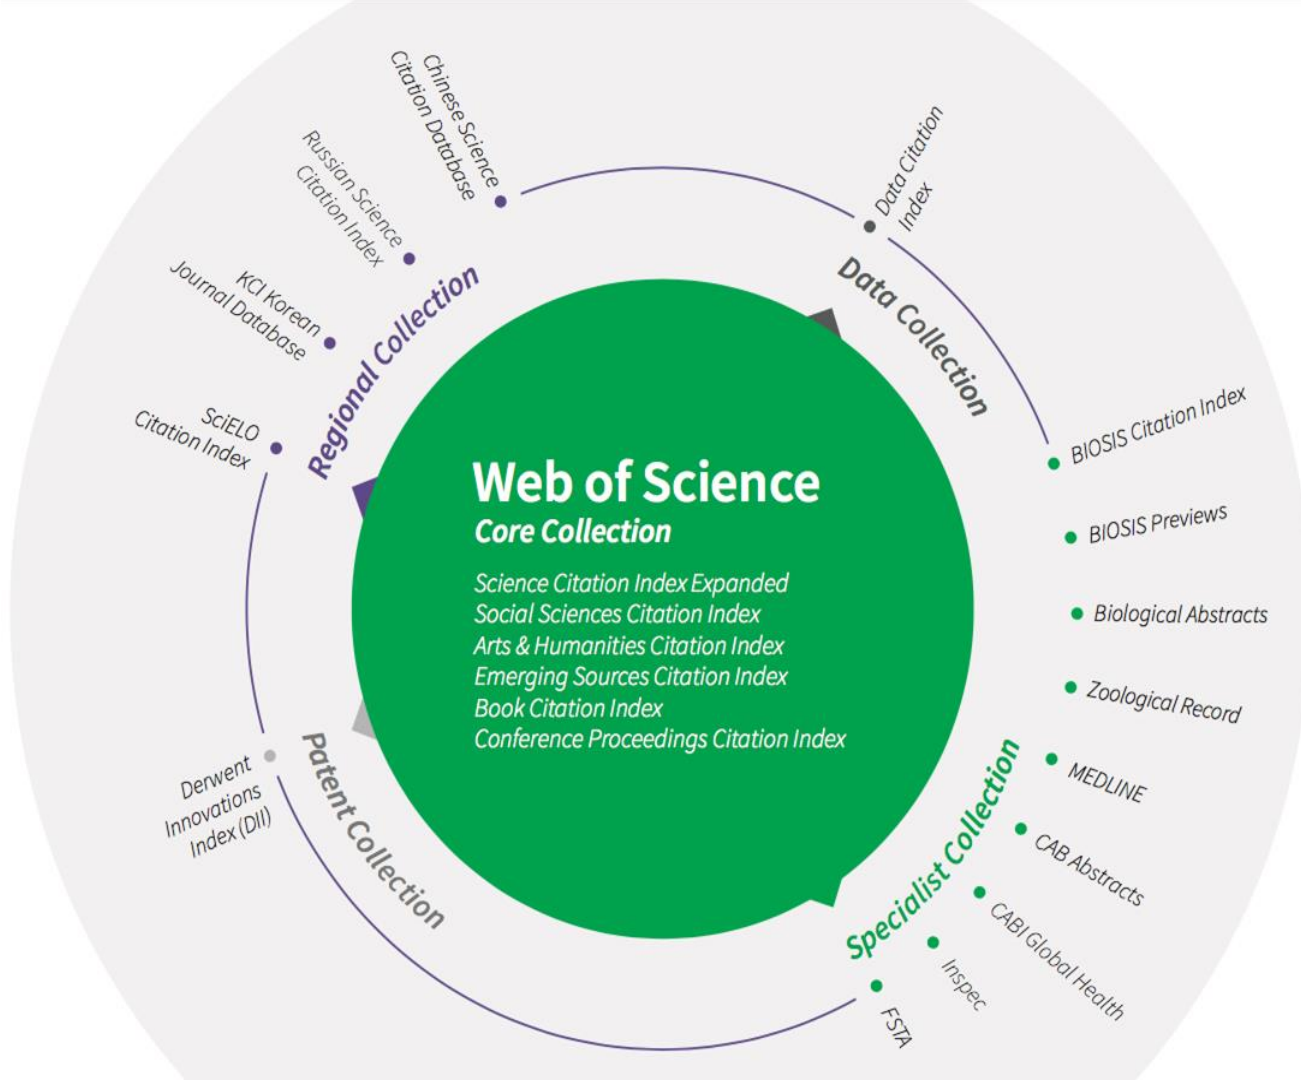 Web of Science
Core Collection
Science Citation Index Expanded
Social Sciences Citation Index
Arts & Humanities Citation Index
Emerging Sources Citation Index
Book Citation Index
Conference Proceedings Citation Index
Regional Collection
Chinese Science
Citation Database
Russian Science
Citation Index
KCI Korean
Journal Database
SciELO
Citation Index
Data Collection
Data Citation
Index
Specialist Collection
BIOSIS Citation Index
BIOSIS Previews
Biological Abstracts
Zoological Record
MEDLINE
CAB Abstracts
CABI Global Health
Inspec
FSTA
Patent Collection
Derwent
Innovations
Index (DII)